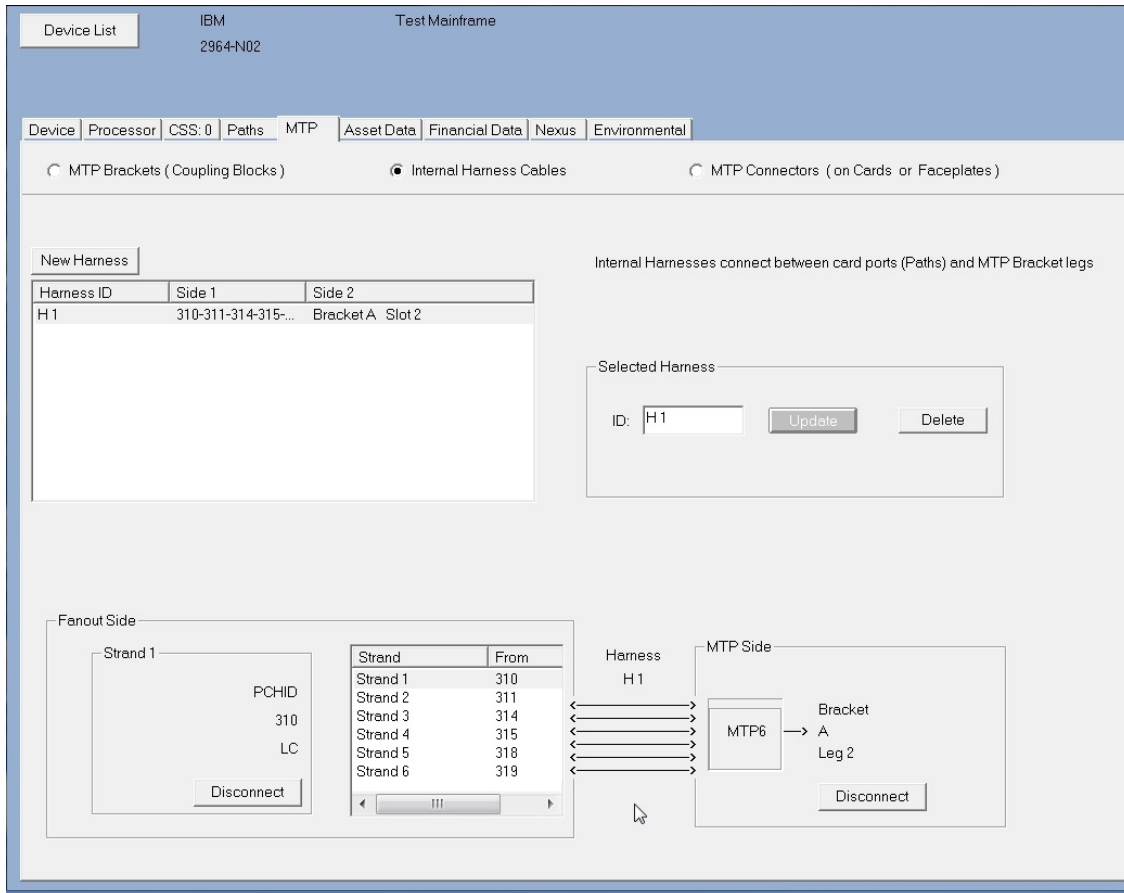 Device List
IBM Test Mainframe
2964-N02
Device Processor CSS: 0 Paths MTP Asset Data Financial Data Nexus Environmental
MTP Brackets ( Coupling Blocks ) Internal Harness Cables MTP Connectors ( on Cards or Faceplates )
New Harness
Internal Harnesses connect between card ports (Paths) and MTP Bracket legs
Harness ID Side 1 Side 2
H 1 310-311-314-315-... Bracket A Slot 2
Selected Harness
ID: H 1 Update Delete
Fanout Side
Strand 1
PCHID
310
LC
Disconnect
Strand From
Strand 1 310
Strand 2 311
Strand 3 314
Strand 4 315
Strand 5 318
Strand 6 319
Harness
H 1
MTP Side
MTP6
Bracket
A
Leg 2
Disconnect